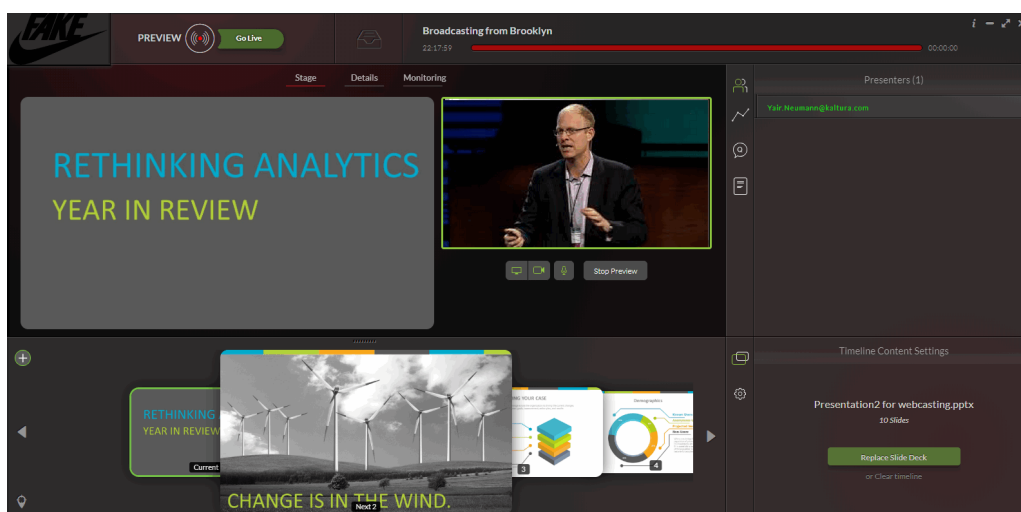 FAKE
PREVIEW
Go Live
Broadcasting from Brooklyn
22:17:59
00:00:00
i
Stage
Details
Monitoring
Presenters (1)
Yair.Neumann@kaltura.com
RETHINKING ANALYTICS
YEAR IN REVIEW
Stop Preview
Timeline Content Settings
Presentation2 for webcasting.pptx
10 Slides
Replace Slide Deck
or Clear timeline
RETHINKING
YEAR IN REVIEW
Current
CHANGE IS IN THE WIND.
Next 2
YOUR CASE
3
Demographics
4